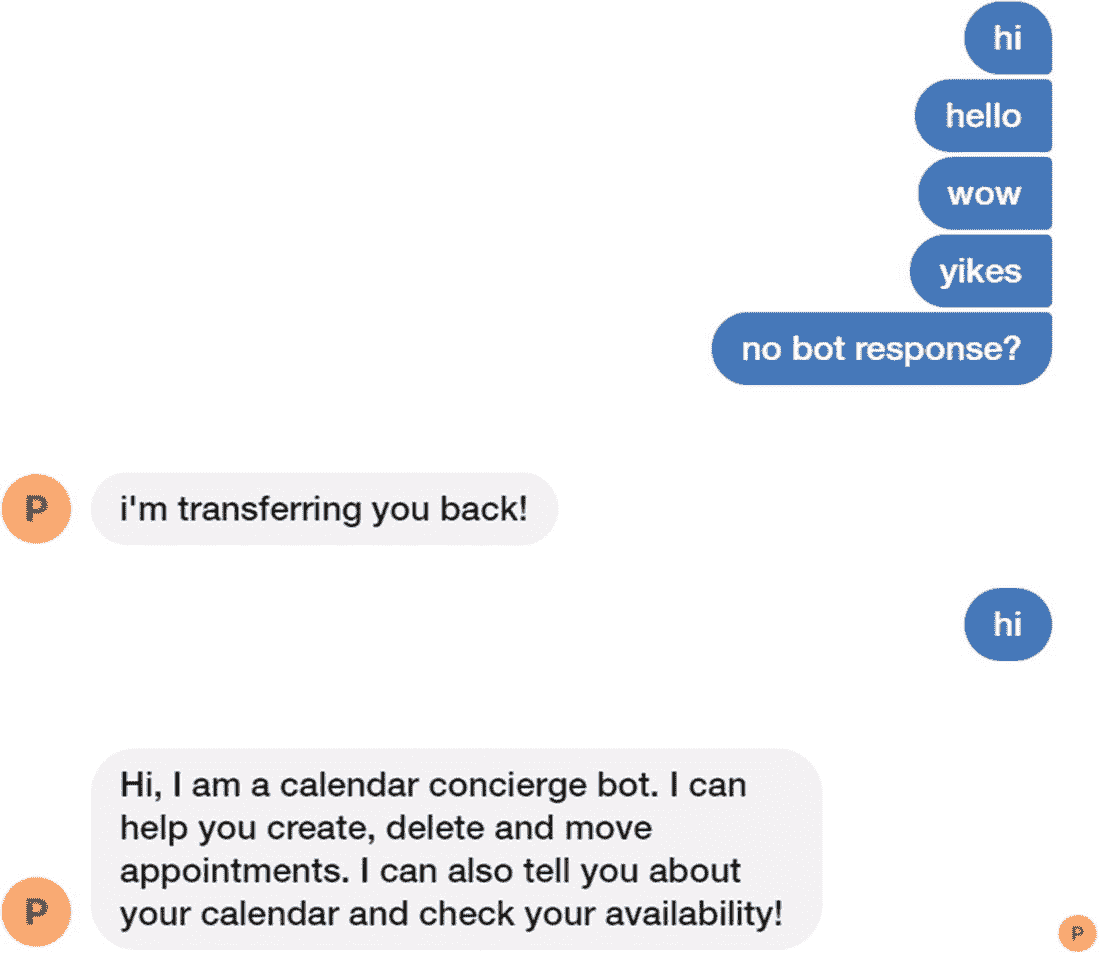 hi
hello
wow
yikes
no bot response?
P
i'm transferring you back!
hi
Hi, I am a calendar concierge bot. I can
help you create, delete and move
appointments. I can also tell you about
your calendar and check your availability!
P
P